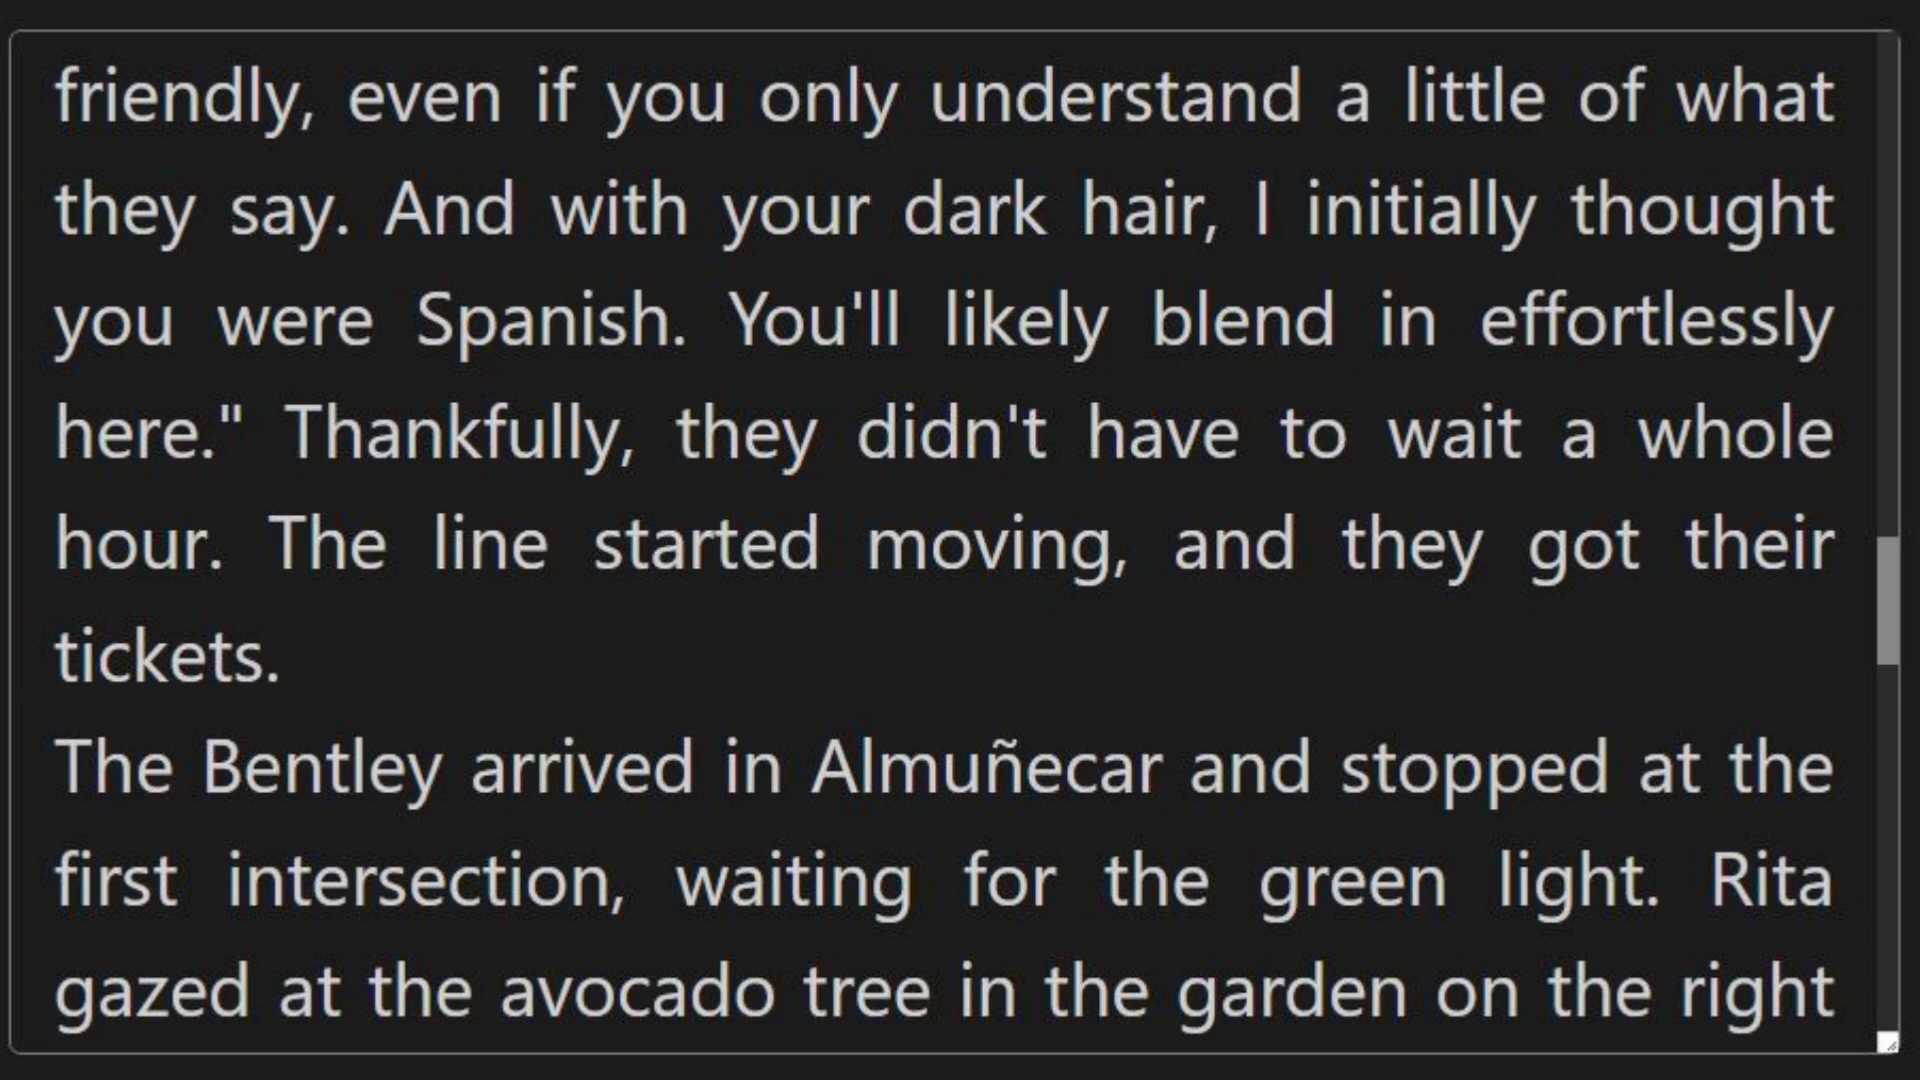 friendly, even if you only understand a little of what
they say. And with your dark hair, I initially thought
you were Spanish. You'll likely blend in effortlessly
here." Thankfully, they didn't have to wait a whole
hour. The line started moving, and they got their
tickets.
The Bentley arrived in Almuñecar and stopped at the
first intersection, waiting for the green light. Rita
gazed at the avocado tree in the garden on the right